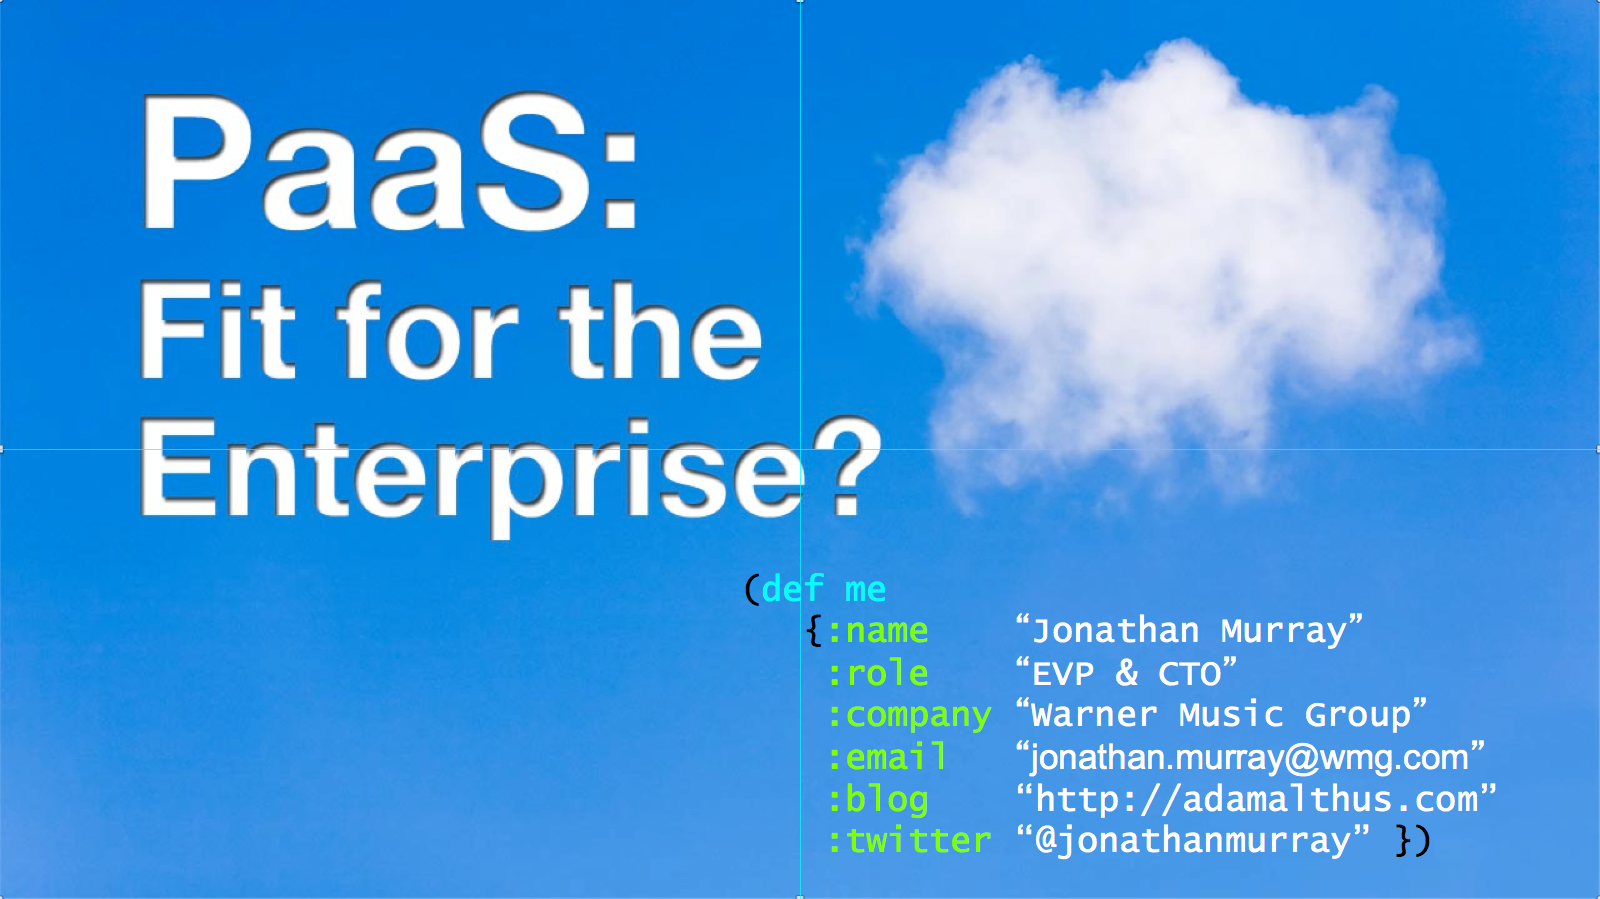 PaaS:
Fit for the
Enterprise?
(def me
{:name “Jonathan Murray”
:role “EVP & CTO”
:company “Warner Music Group”
:email “jonathan.murray@wmg.com”
:blog “http://adamalthus.com”
:twitter “@jonathanmurray” })